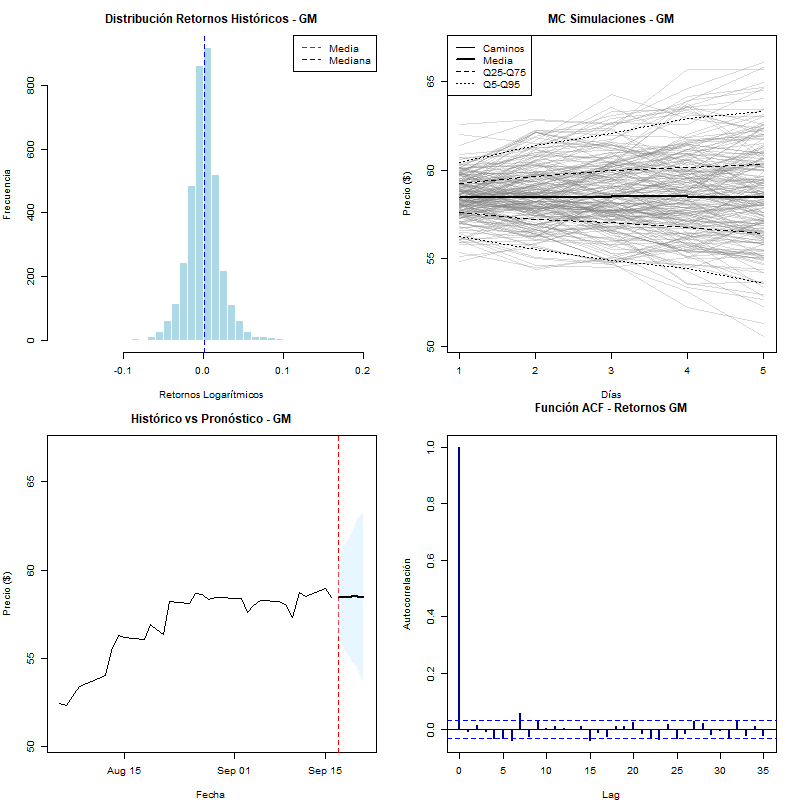 Distribución Retornos Históricos - GM
Media
Mediana
Frecuencia
0
200
400
600
800
-0.1
0.0
0.1
0.2
Retornos Logarítmicos
MC Simulaciones - GM
Caminos
Media
Q25-Q75
Q5-Q95
Precio ($)
50
55
60
65
1
2
3
4
5
Días
Histórico vs Pronóstico - GM
Precio ($)
50
55
60
65
Aug 15
Sep 01
Sep 15
Fecha
Función ACF - Retornos GM
Autocorrelación
0.0
0.2
0.4
0.6
0.8
1.0
0
5
10
15
20
25
30
35
Lag